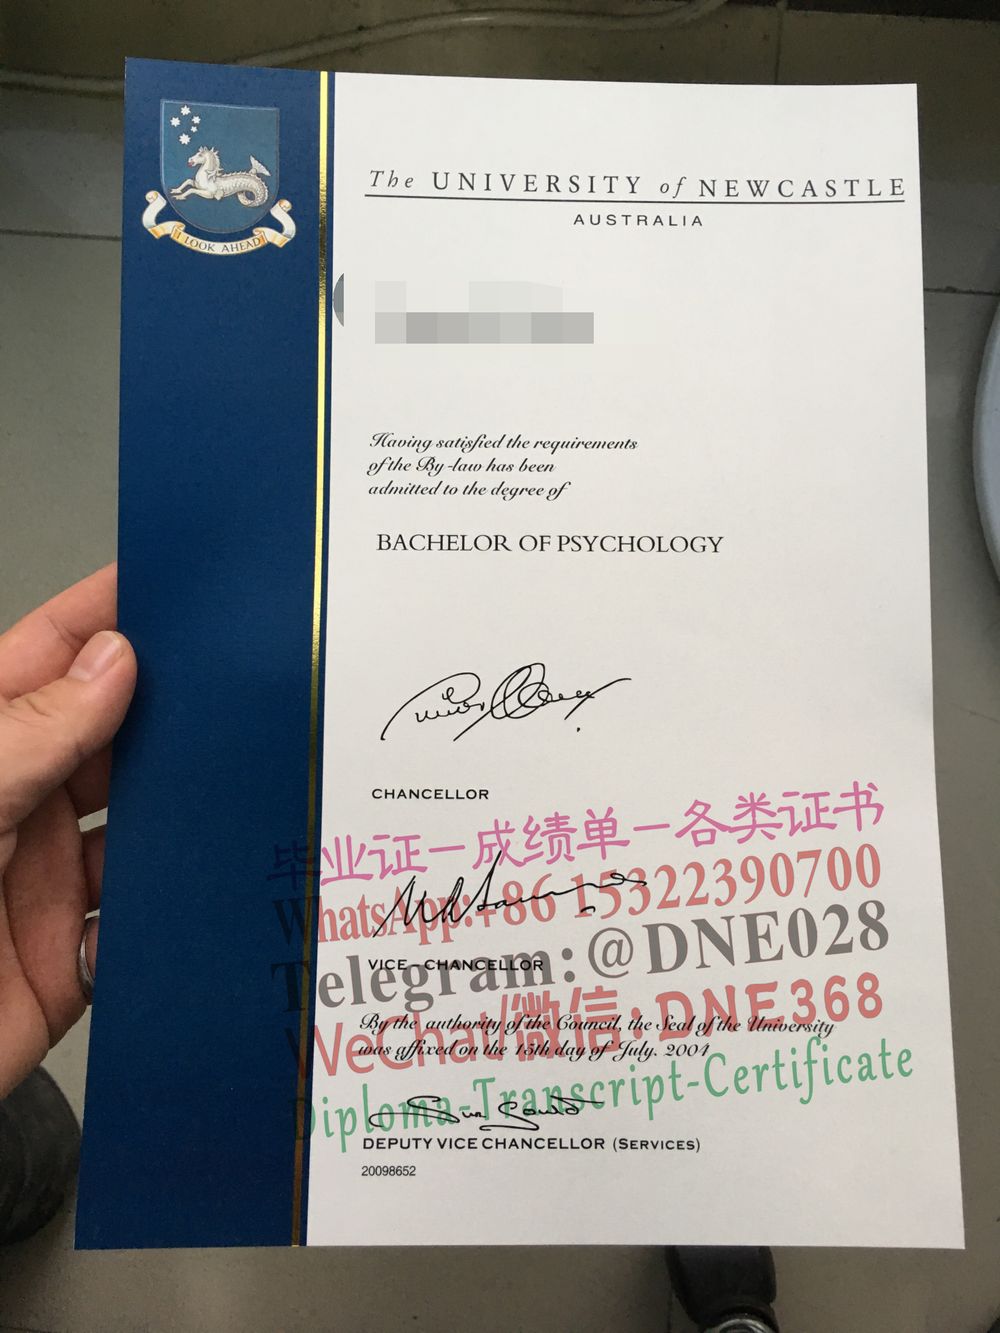 I LOOK AHEAD
The UNIVERSITY of NEWCASTLE
AUSTRALIA
Having satisfied the requirements
of the By-law has been
admitted to the degree of
BACHELOR OF PSYCHOLOGY
CHANCELLOR
毕业证—成绩单—各类证书
WhatsApp:+86 15322390700
Telegram:@DNE028
VICE-CHANCELLOR
WeChat/微信:DNE368
By the authority of the Council, the Seal of the University
was affixed on the 15th day of July, 2004
Diploma-Transcript-Certificate
DEPUTY VICE CHANCELLOR (SERVICES)
20098652